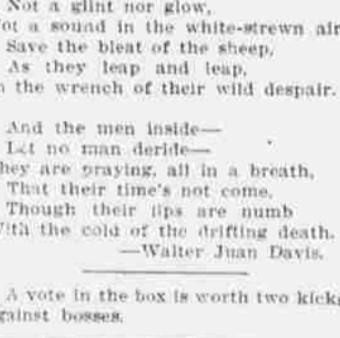 Not a glint nor glow,
ot a sound in the white-strewn air
Save the bleat of the sheep,
As they leap and leap,
n the wrench of their wild despair.
And the men inside—
Let no man deride—
hey are praying, all in a breath,
That their time's not come,
Though their lips are numb
With the cold of the drifting death.
—Walter Juan Davis.
A vote in the box is worth two kicks
gainst bosses.